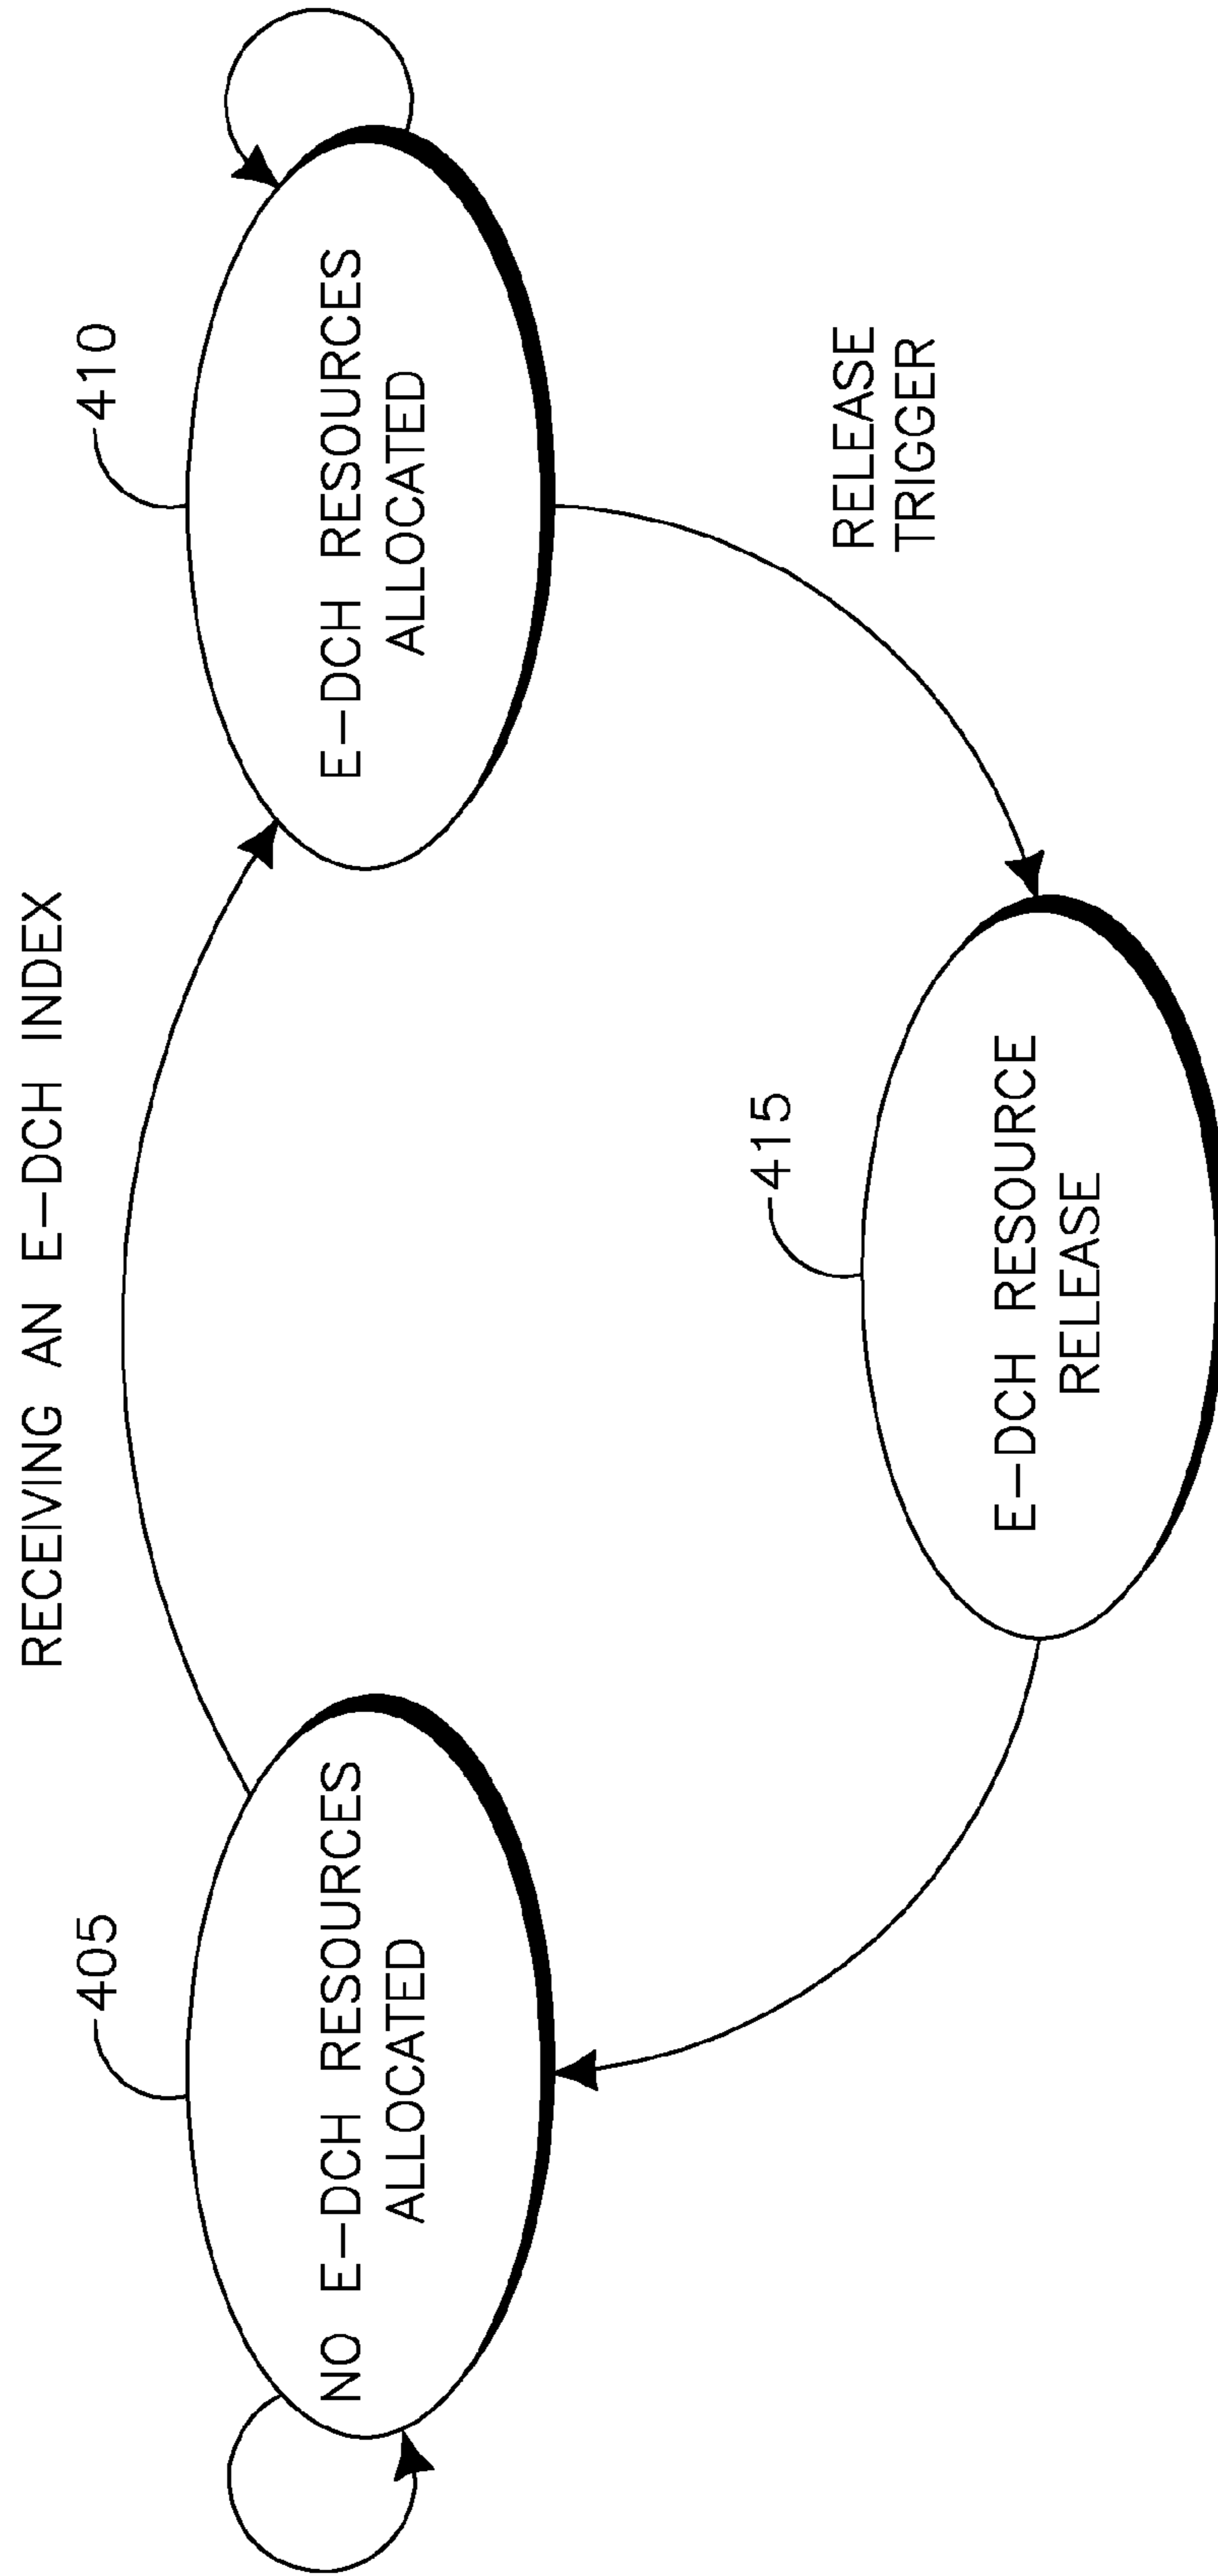 RECEIVING AN E-DCH INDEX
405
410
NO E-DCH RESOURCES
ALLOCATED
E-DCH RESOURCES
ALLOCATED
415
RELEASE
TRIGGER
E-DCH RESOURCE
RELEASE